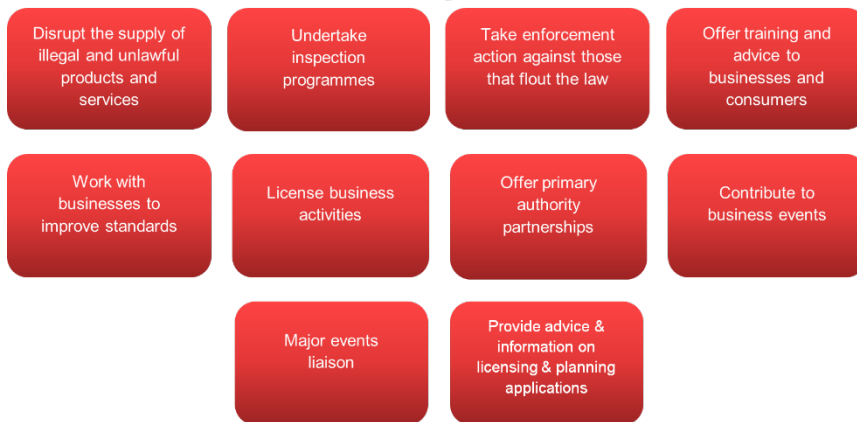 Disrupt the supply of
illegal and unlawful
products and
services
Undertake
inspection
programmes
Take enforcement
action against those
that flout the law
Offer training and
advice to
businesses and
consumers
Work with
businesses to
improve standards
License business
activities
Offer primary
authority
partnerships
Contribute to
business events
Major events
liaison
Provide advice &
information on
licensing & planning
applications